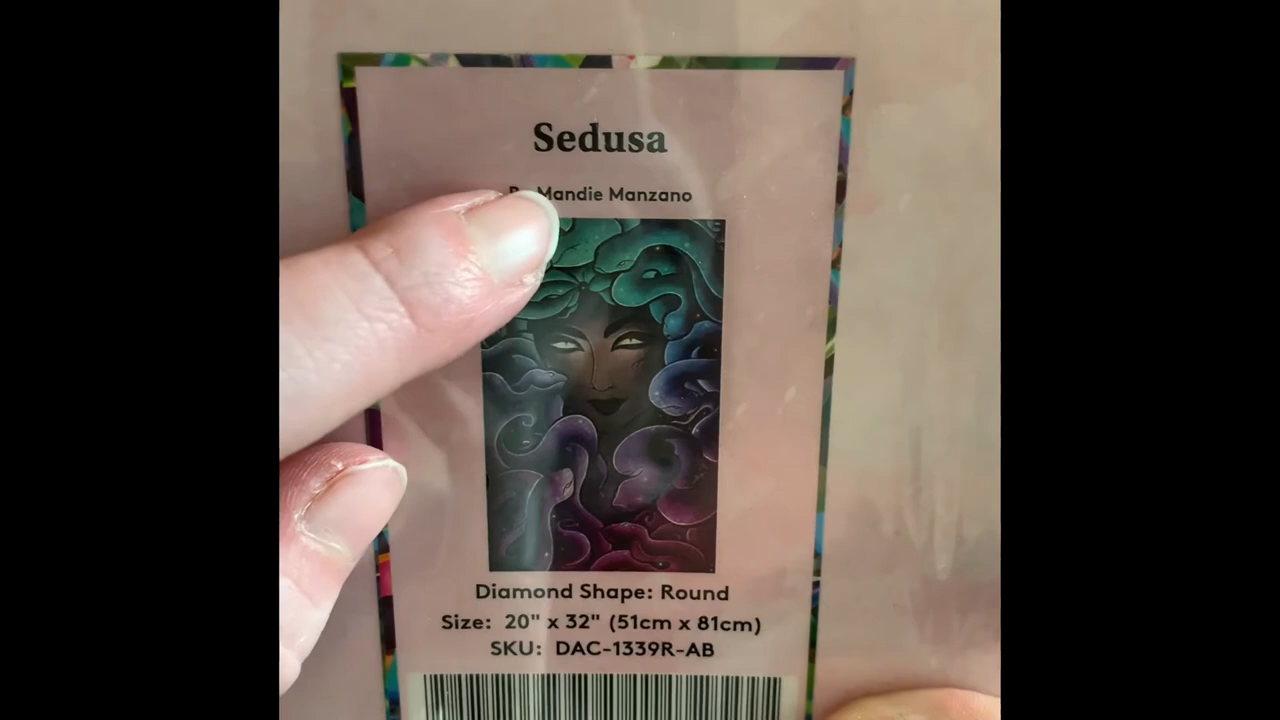 Sedusa
Mandie Manzano
Diamond Shape: Round
Size: 20" x 32" (51cm x 81cm)
SKU: DAC-1339R-AB